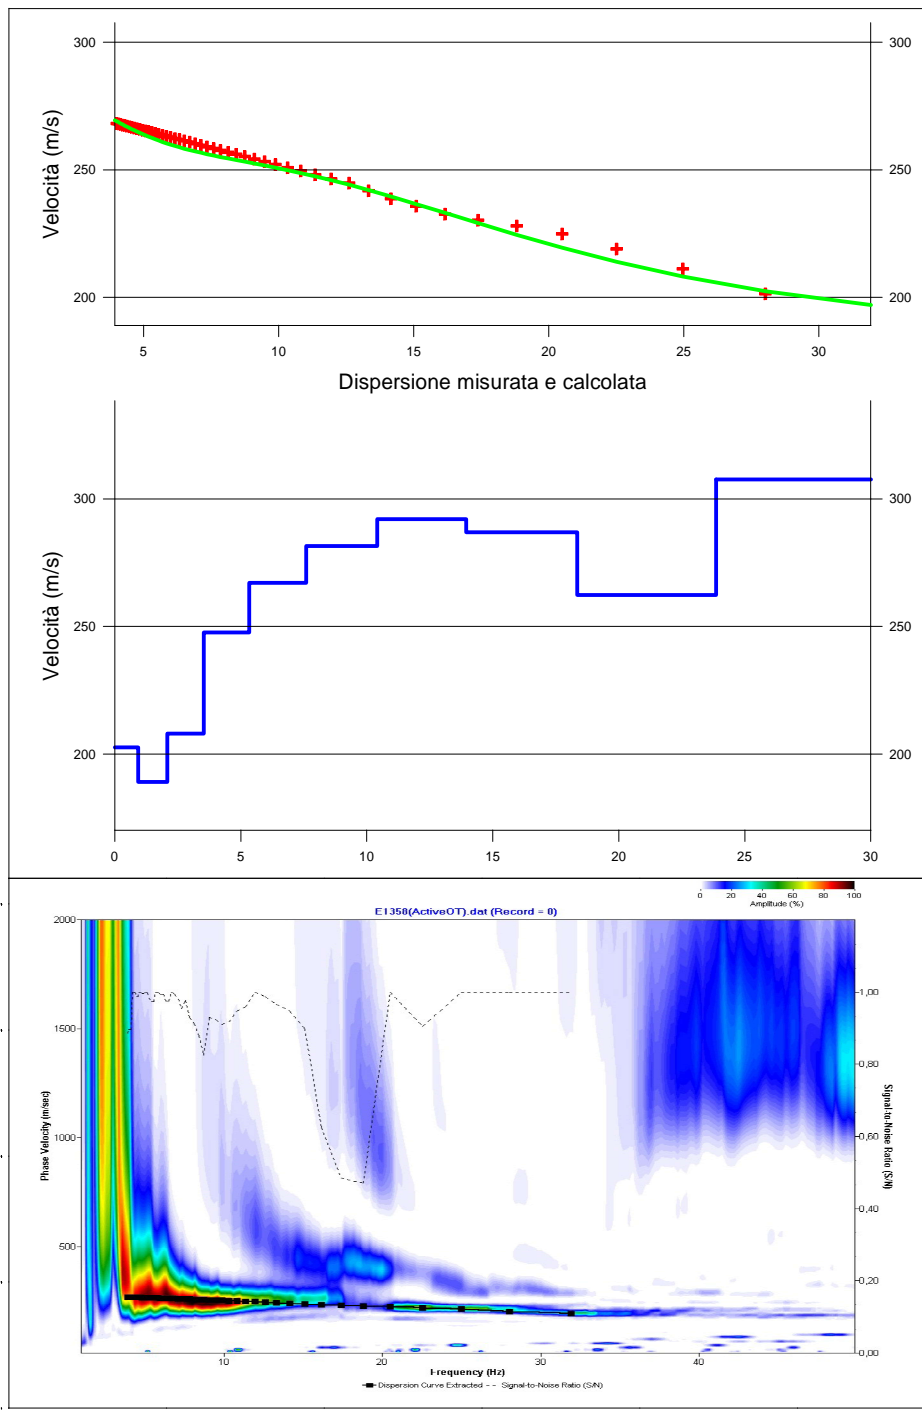 300 300
Velocità (m/s)
250 250
200 200
5 10 15 20 25 30
Dispersione misurata e calcolata
300 300
Velocità (m/s)
250 250
200 200
0 5 10 15 20 25 30
0 20 40 60 80 100
Amplitude (%)
E1358(ActiveOT).dat (Record = 0)
2000
1500
1000
500
Phase Velocity (m/sec)
1,00
0,80
0,60
0,40
0,20
0,00
Signal-to-Noise Ratio (S/N)
10 20 30 40
Frequency (Hz)
Dispersion Curve Extracted Signal-to-Noise Ratio (S/N)